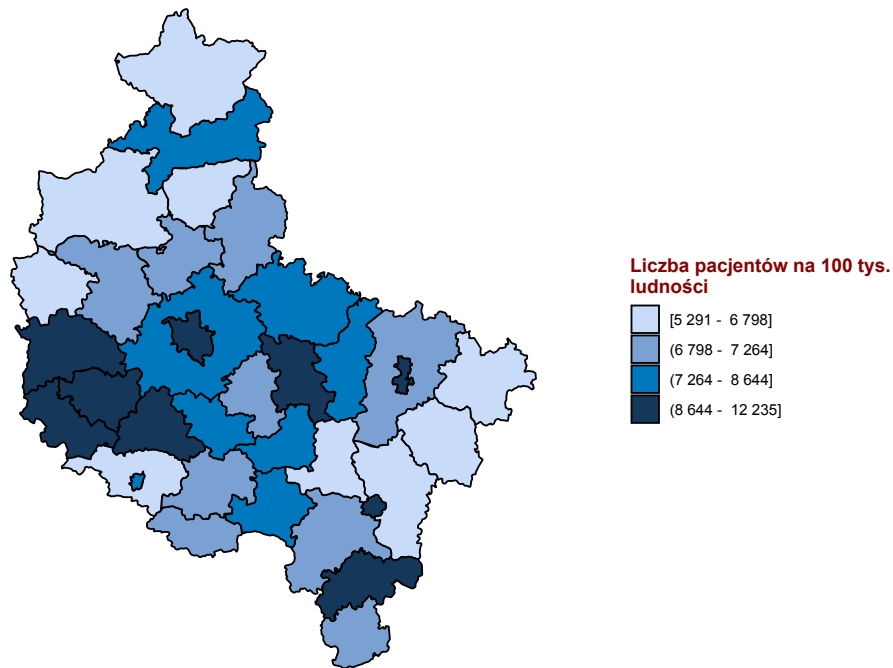 Liczba pacjentów na 100 tys.
ludności
[5 291 - 6 798]
(6 798 - 7 264]
(7 264 - 8 644]
(8 644 - 12 235]